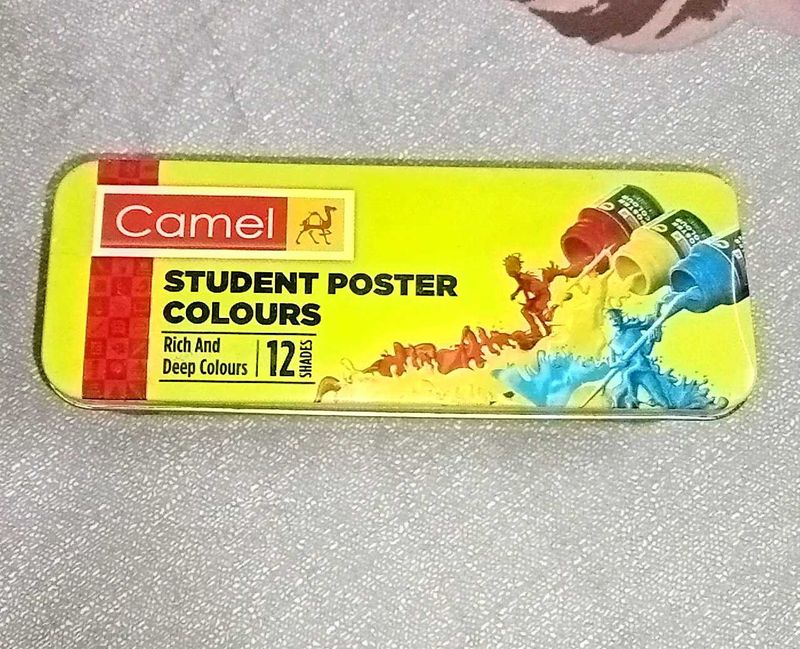 Camel
STUDENT POSTER
COLOURS
Rich And
Deep Colours
12
SHADES